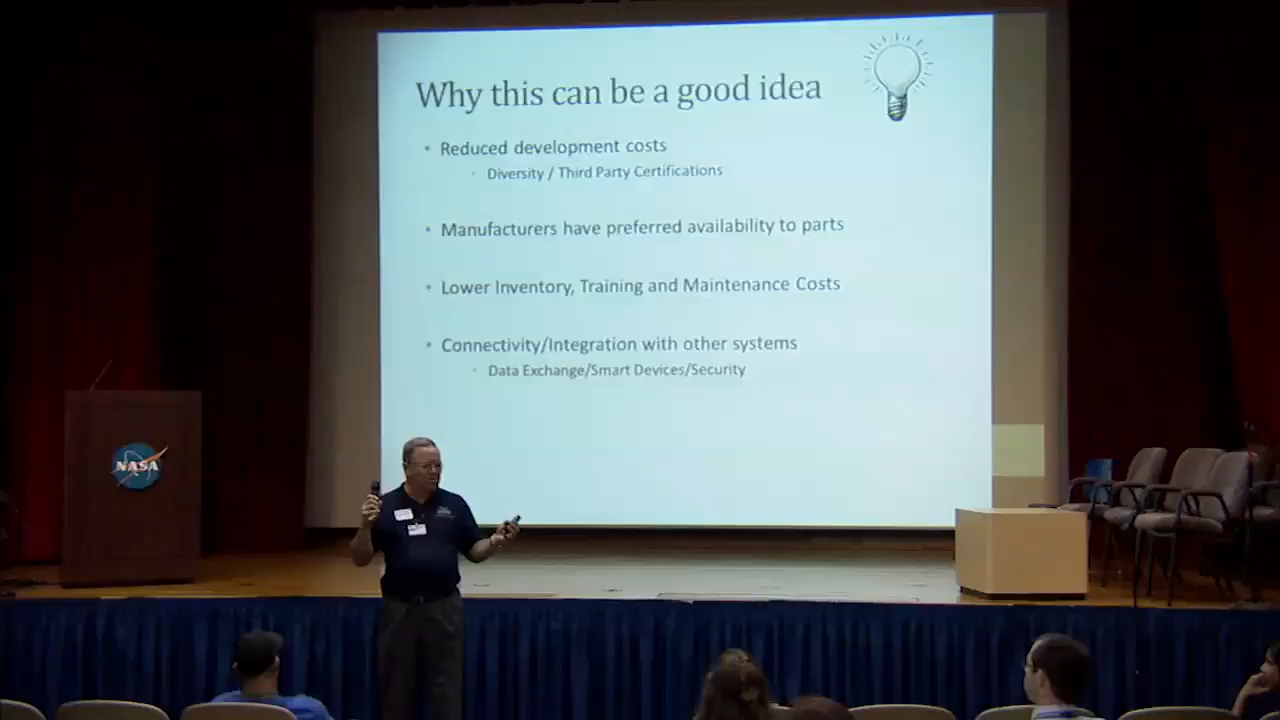 Why this can be a good idea
Reduced development costs
Diversity / Third Party Certifications
Manufacturers have preferred availability to parts
Lower Inventory, Training and Maintenance Costs
Connectivity/Integration with other systems
Data Exchange/Smart Devices/Security
NASA